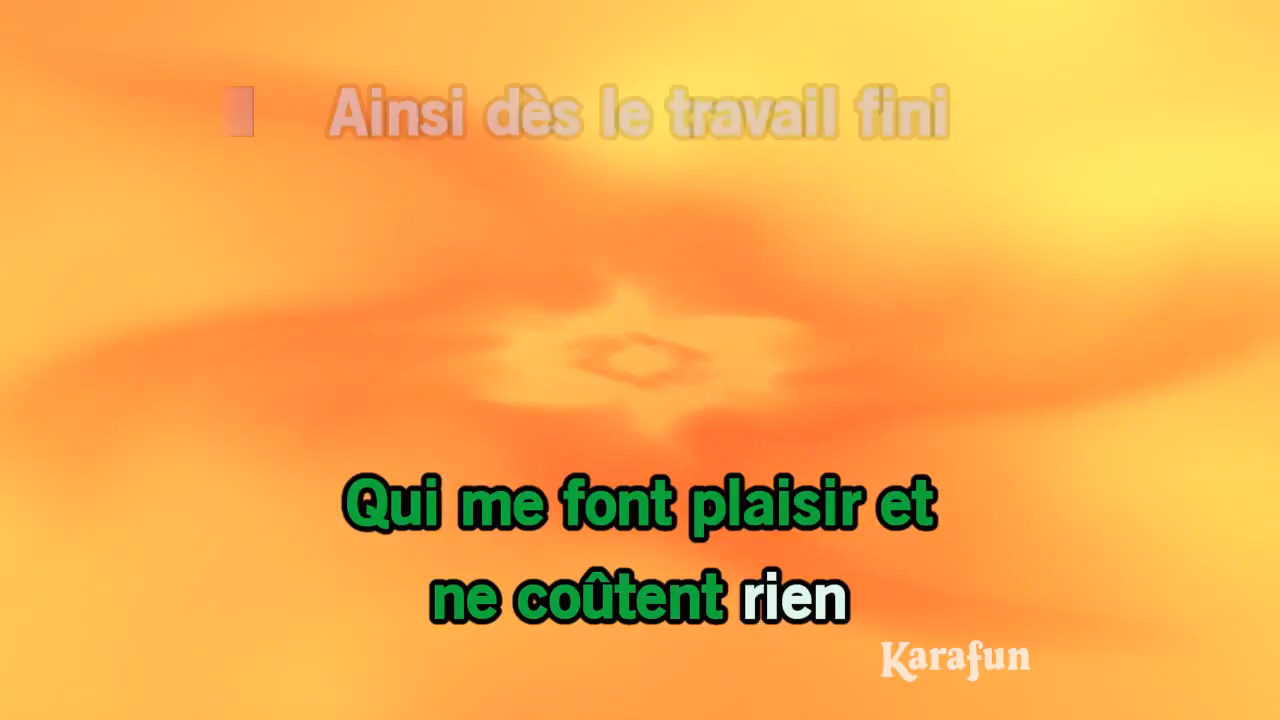 Ainsi dès le travail fini
Qui me font plaisir et
ne coûtent rien
Karafun